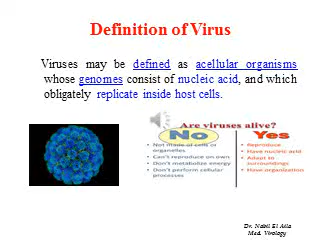 Definition of Virus
Viruses may be defined as acellular organisms
whose genomes consist of nucleic acid, and which
obligately replicate inside host cells.
Are viruses alive?
No
Yes
• Not made of cells or
organelles
• Can't reproduce on own
• Don't metabolize energy
• Don't perform cellular
processes
• Reproduce
• Have nucleic acid
• Adapt to
surroundings
• Have organization
Dr. Nabil El Aila
Med. Virology